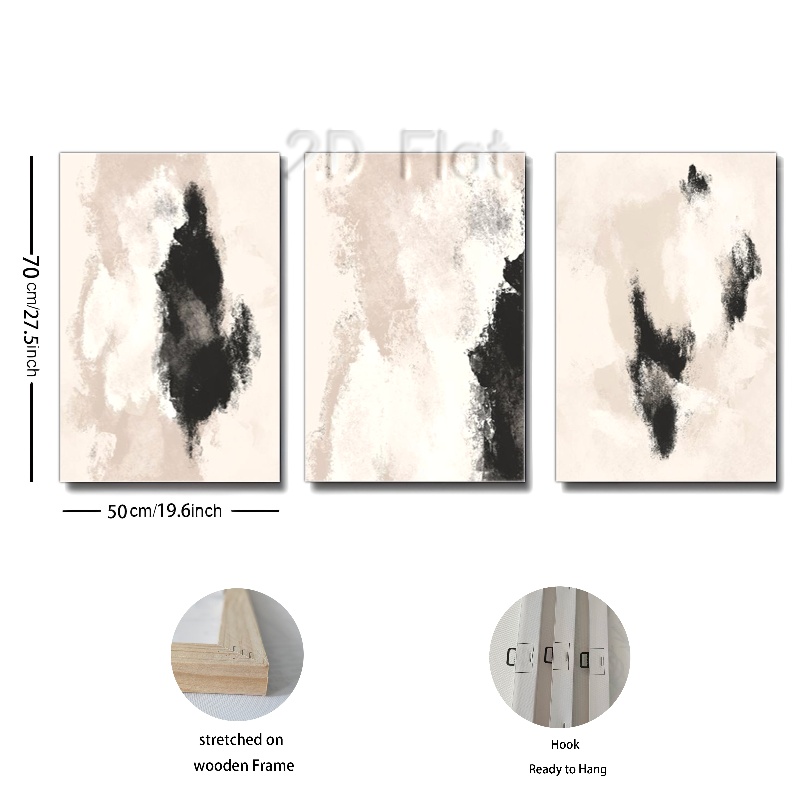 2D Flat
70 cm/27.5inch
50cm/19.6inch
stretched on
wooden Frame
Hook
Ready to Hang